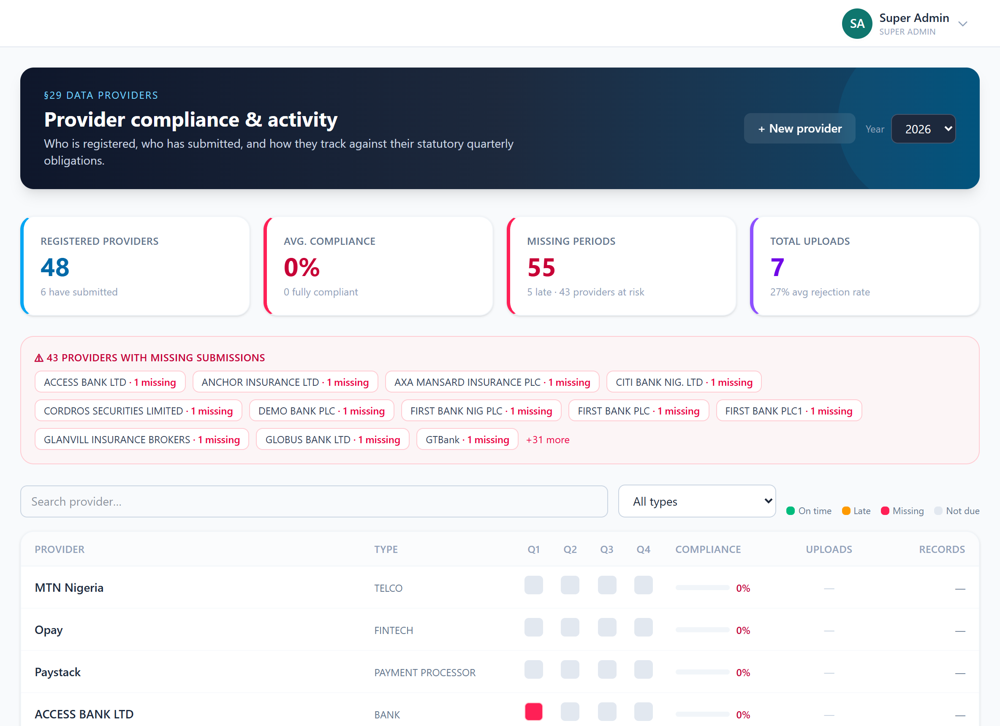 SA
Super Admin
SUPER ADMIN
§29 DATA PROVIDERS
Provider compliance & activity
Who is registered, who has submitted, and how they track against their statutory quarterly
obligations.
+ New provider
Year
2026
REGISTERED PROVIDERS
48
6 have submitted
AVG. COMPLIANCE
0%
0 fully compliant
MISSING PERIODS
55
5 late · 43 providers at risk
TOTAL UPLOADS
7
27% avg rejection rate
⚠ 43 PROVIDERS WITH MISSING SUBMISSIONS
ACCESS BANK LTD · 1 missing ANCHOR INSURANCE LTD · 1 missing AXA MANSARD INSURANCE PLC · 1 missing CITI BANK NIG. LTD · 1 missing
CORDROS SECURITIES LIMITED · 1 missing DEMO BANK PLC · 1 missing FIRST BANK NIG PLC · 1 missing FIRST BANK PLC · 1 missing FIRST BANK PLC1 · 1 missing
GLANVILL INSURANCE BROKERS · 1 missing GLOBUS BANK LTD · 1 missing GTBank · 1 missing +31 more
Search provider...
All types
On time Late Missing Not due
PROVIDER TYPE Q1 Q2 Q3 Q4 COMPLIANCE UPLOADS RECORDS
MTN Nigeria TELCO 0% — —
Opay FINTECH 0% — —
Paystack PAYMENT PROCESSOR 0% — —
ACCESS BANK LTD BANK 0% — —